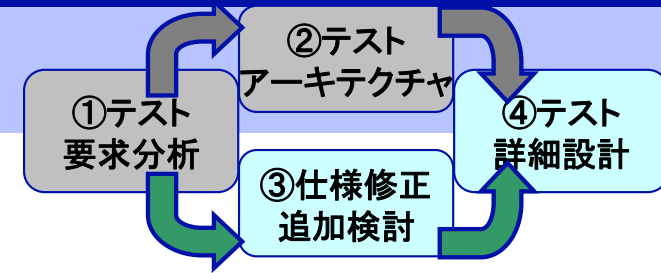 ①テスト
要求分析
②テスト
アーキテクチャ
③仕様修正
追加検討
④テスト
詳細設計